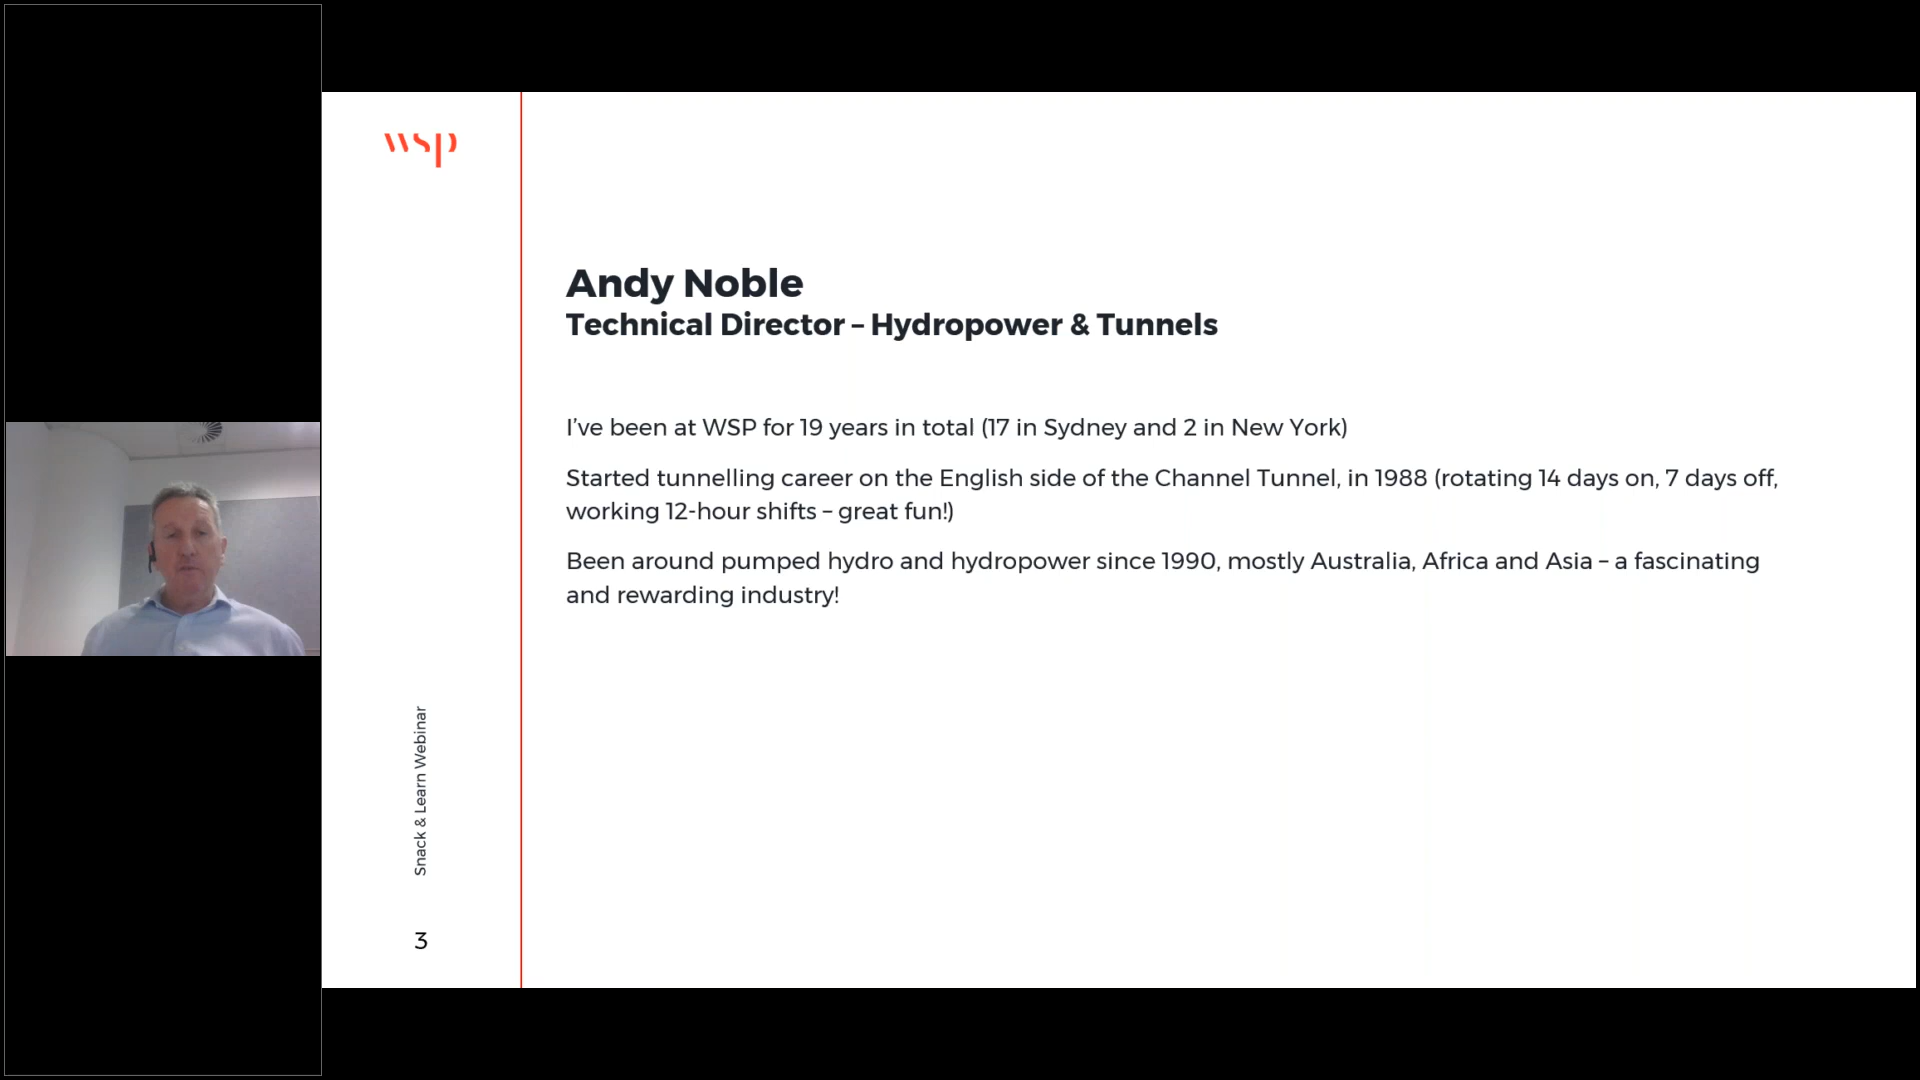 wsp
Andy Noble
Technical Director – Hydropower & Tunnels
I’ve been at WSP for 19 years in total (17 in Sydney and 2 in New York)
Started tunnelling career on the English side of the Channel Tunnel, in 1988 (rotating 14 days on, 7 days off,
working 12-hour shifts – great fun!)
Been around pumped hydro and hydropower since 1990, mostly Australia, Africa and Asia – a fascinating
and rewarding industry!
Snack & Learn Webinar
3